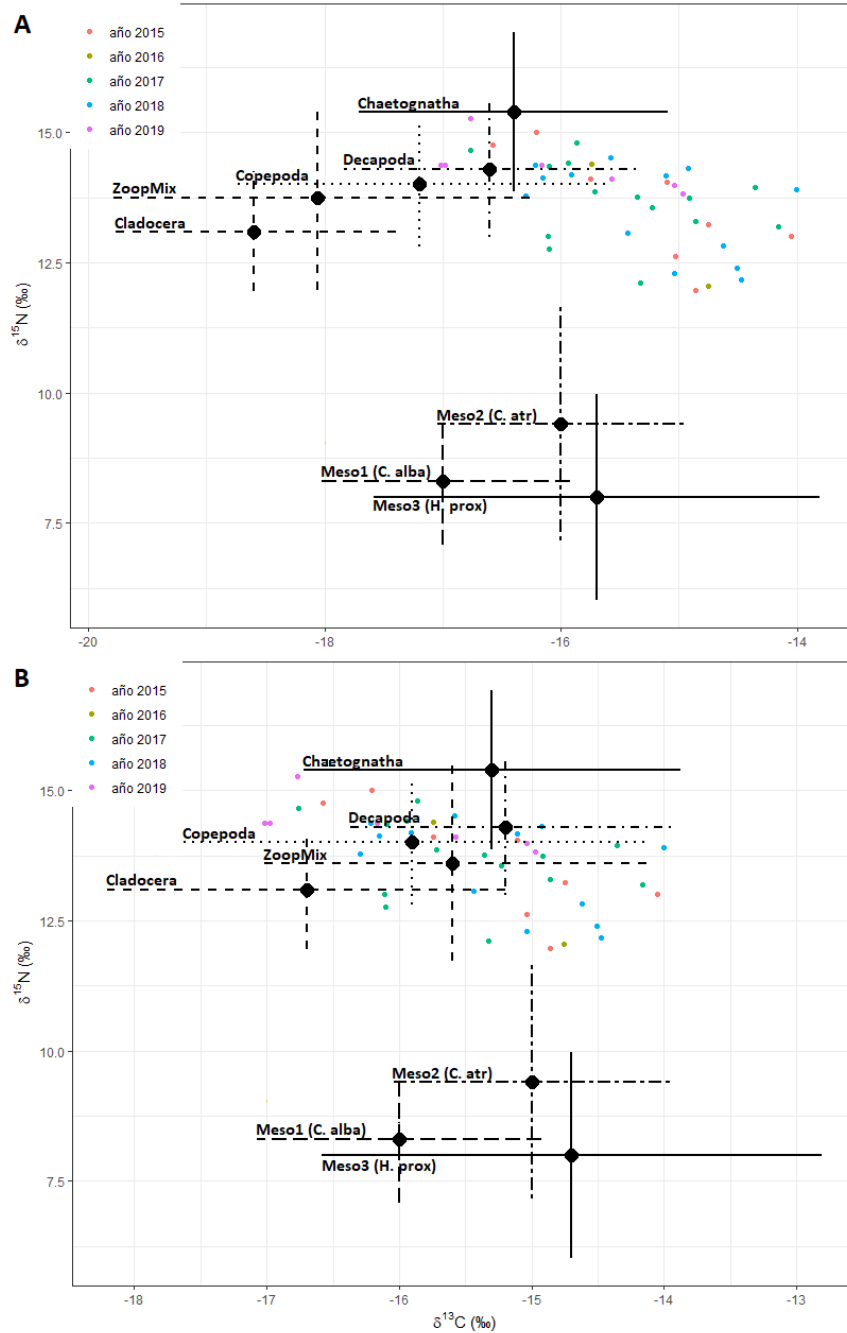 A
año 2015
año 2016
año 2017
año 2018
año 2019
Chaetognatha
15.0
Decapoda
Copepoda
ZoopMix
Cladocera
12.5
δ15N (‰)
10.0
Meso2 (C. atr)
Meso1 (C. alba)
Meso3 (H. prox)
7.5
-20 -18 -16 -14
B
año 2015
año 2016
año 2017
año 2018
año 2019
Chaetognatha
15.0
Decapoda
Copepoda
ZoopMix
Cladocera
12.5
δ15N (‰)
10.0
Meso2 (C. atr)
Meso1 (C. alba)
Meso3 (H. prox)
7.5
-18 -17 -16 -15 -14 -13
δ13C (‰)